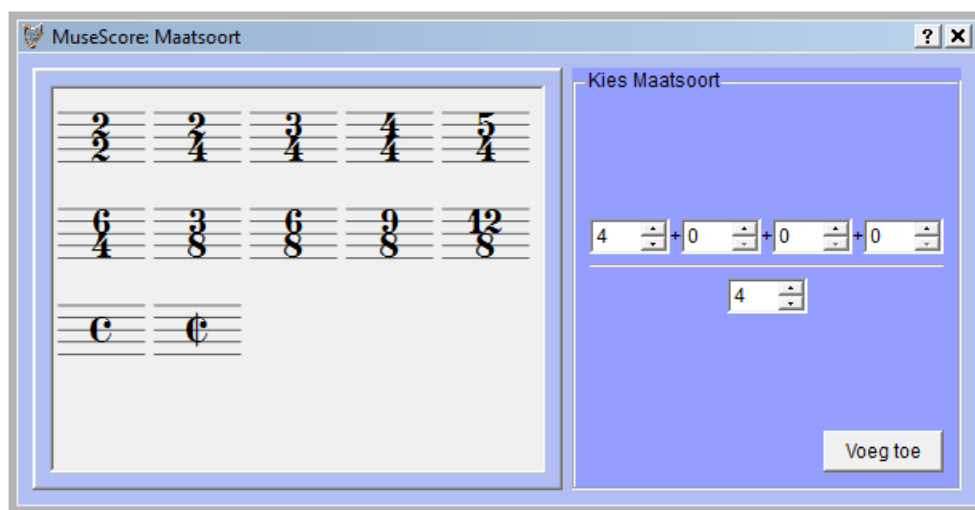 MuseScore: Maatsoort ? X
Kies Maatsoort
2 2 3 4 5
2 4 4 4 4
6 3 6 9 12
4 8 8 8 8
4 + 0 + 0 + 0
4
Voeg toe